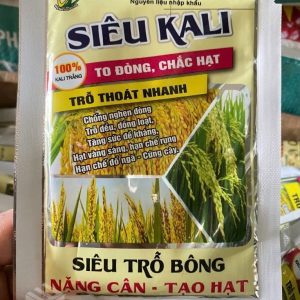 Nguyên liệu nhập khẩu
SIÊU KALI
100%
KALI TRẮNG
TO ĐÒNG, CHẮC HẠT
TRỖ THOÁT NHANH
Chống nghẹn đòng
Trỗ đều, đồng loạt,
Tăng sức đề kháng,
Hạt vàng sáng, hạn chế rụng
Hạn chế đổ ngã - Cứng cây.
SIÊU TRỖ BÔNG
NẶNG CÂN - TẠO HẠT